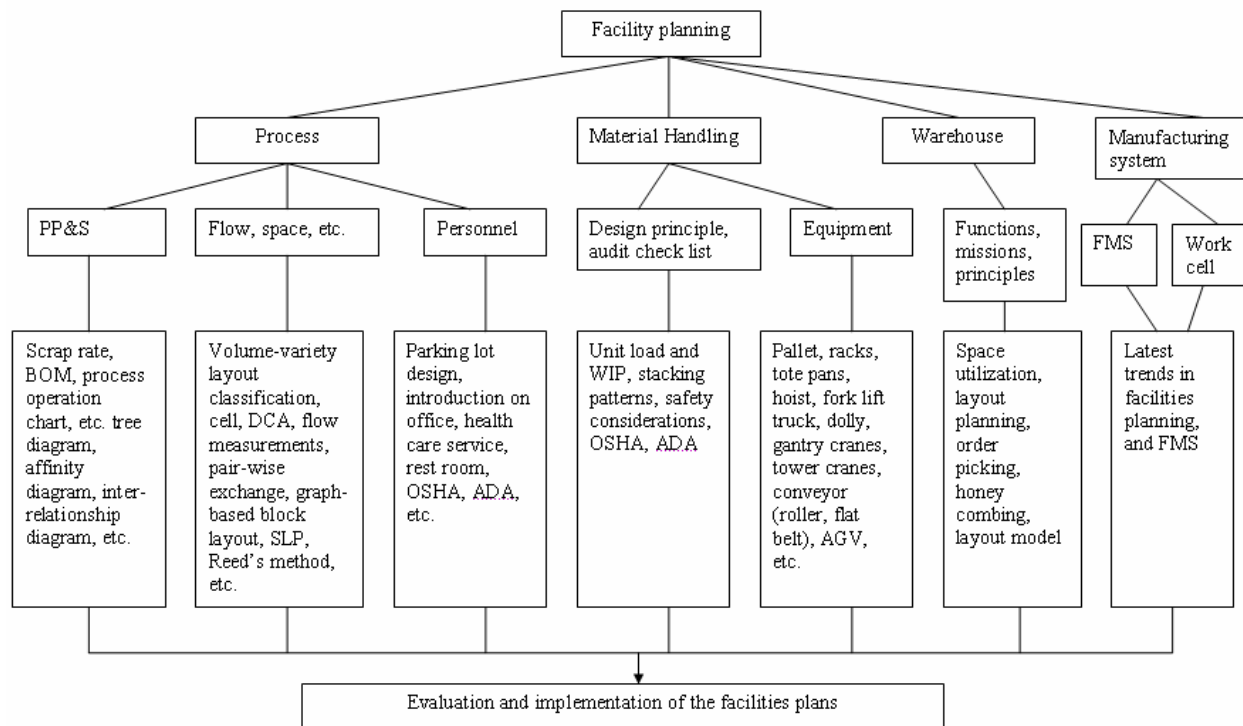 Facility planning
Process
Material Handling
Warehouse
Manufacturing
system
PP&S
Flow, space, etc.
Personnel
Design principle,
audit check list
Equipment
Functions,
missions,
principles
FMS
Work
cell
Scrap rate,
BOM, process
operation
chart, etc. tree
diagram,
affinity
diagram, inter-
relationship
diagram, etc.
Volume-variety
layout
classification,
cell, DCA, flow
measurements,
pair-wise
exchange, graph-
based block
layout, SLP,
Reed's method,
etc.
Parking lot
design,
introduction on
office, health
care service,
rest room,
OSHA, ADA,
etc.
Unit load and
WIP, stacking
patterns, safety
considerations,
OSHA, ADA
Pallet, racks,
tote pans,
hoist, fork lift
truck, dolly,
gantry cranes,
tower cranes,
conveyor
(roller, flat
belt), AGV,
etc.
Space
utilization,
layout
planning,
order
picking,
honey
combing,
layout model
Latest
trends in
facilities
planning,
and FMS
Evaluation and implementation of the facilities plans